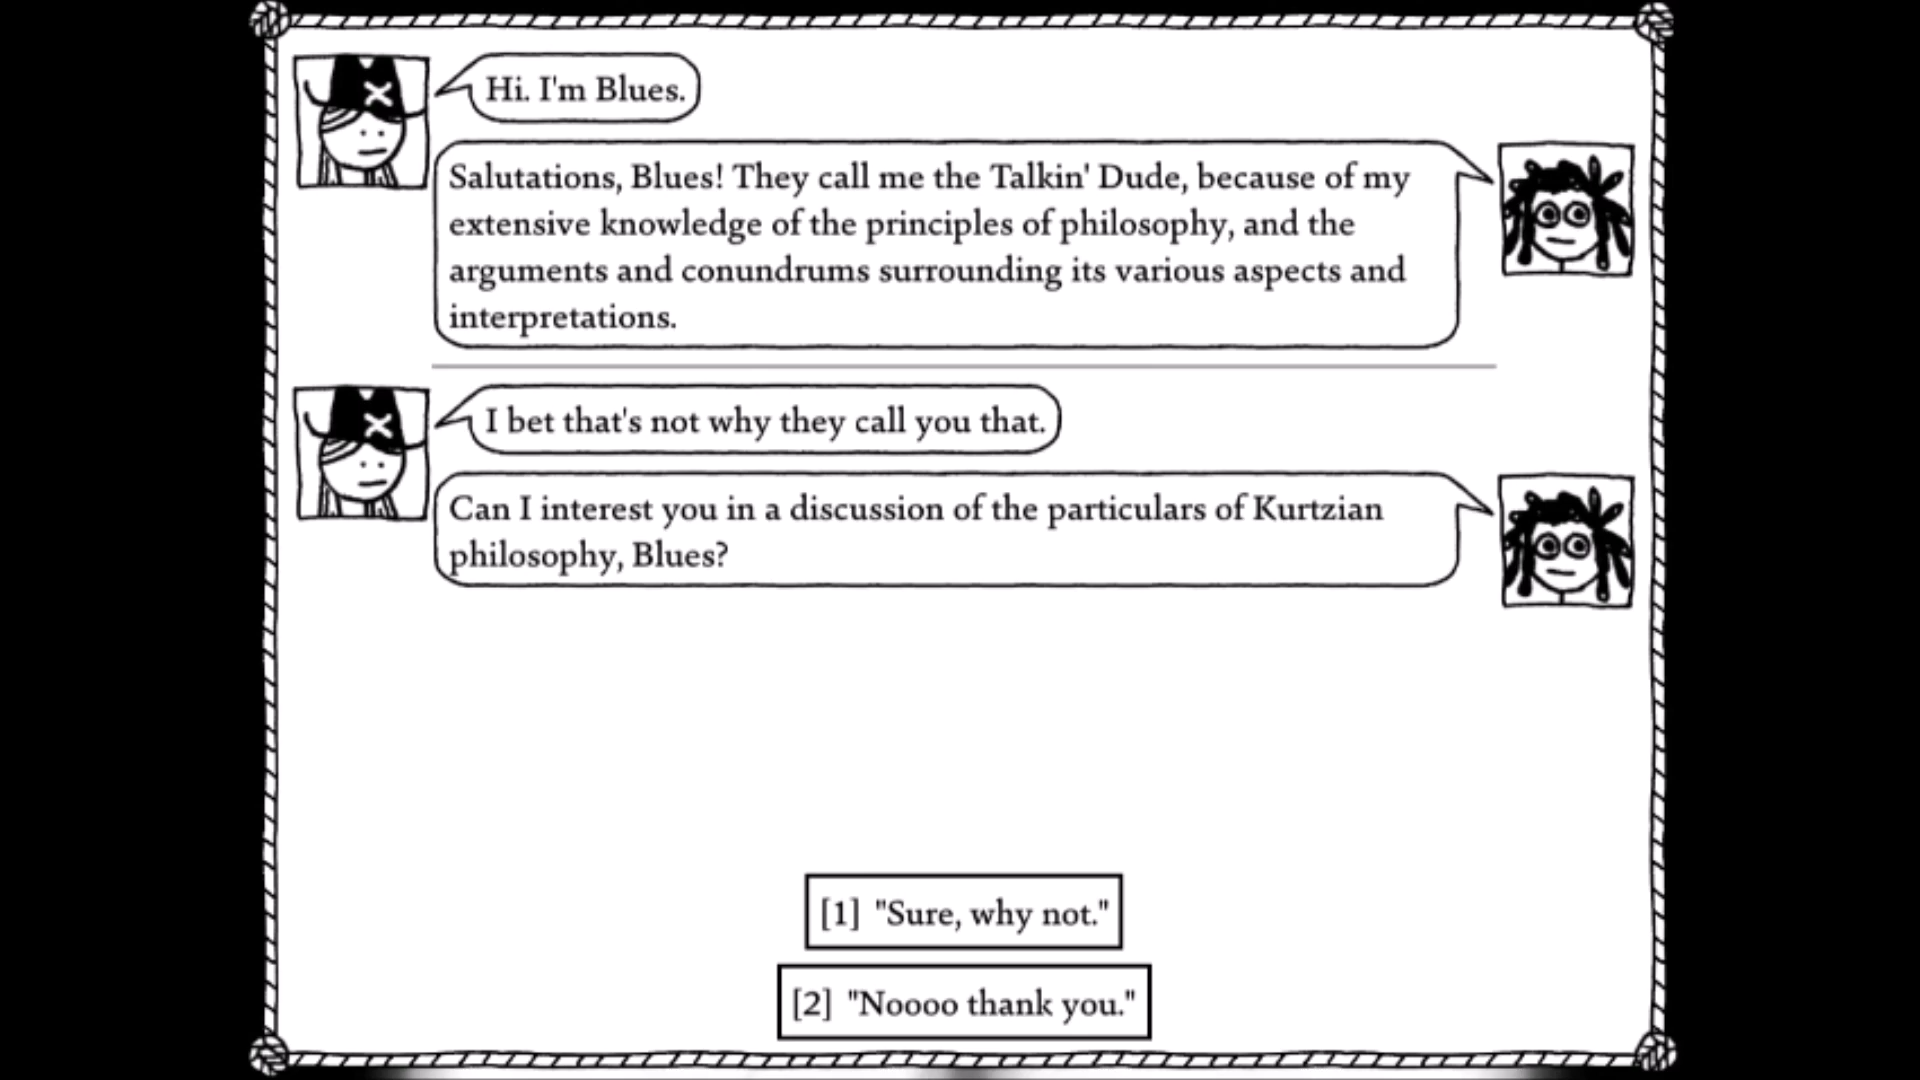 Hi. I'm Blues.
Salutations, Blues! They call me the Talkin' Dude, because of my
extensive knowledge of the principles of philosophy, and the
arguments and conundrums surrounding its various aspects and
interpretations.
I bet that's not why they call you that.
Can I interest you in a discussion of the particulars of Kurtzian
philosophy, Blues?
[1] "Sure, why not."
[2] "Noooo thank you."